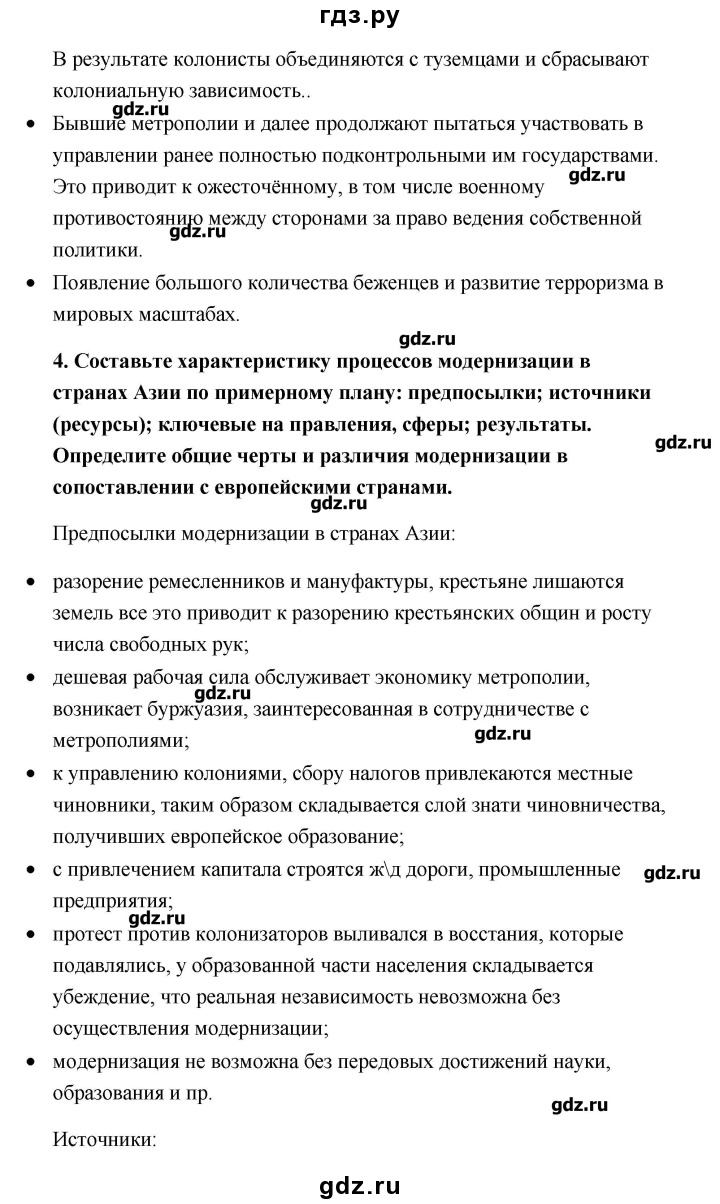 гдз.ру
В результате колонисты объединяются с туземцами и сбрасывают
колониальную зависимость..
gdz.ru
• Бывшие метрополии и далее продолжают пытаться участвовать в
управлении ранее полностью подконтрольными им государствами.
gdz.ru
Это приводит к ожесточённому, в том числе военному
противостоянию между сторонами за право ведения собственной
gdz.ru
политики.
• Появление большого количества беженцев и развитие терроризма в
мировых масштабах.
gdz.ru
4. Составьте характеристику процессов модернизации в
странах Азии по примерному плану: предпосылки; источники
(ресурсы); ключевые на правления, сферы; результаты.
gdz.ru
Определите общие черты и различия модернизации в
сопоставлении с европейскими странами.
gdz.ru
Предпосылки модернизации в странах Азии:
• разорение ремесленников и мануфактуры, крестьяне лишаются
земель все это приводит к разорению крестьянских общин и росту
числа свободных рук;
• дешевая рабочая сила обслуживает экономику метрополии,
gdz.ru
возникает буржуазия, заинтересованная в сотрудничестве с
gdz.ru
метрополиями;
• к управлению колониями, сбору налогов привлекаются местные
чиновники, таким образом складывается слой знати чиновничества,
получивших европейское образование;
• с привлечением капитала строятся ж\д дороги, промышленные
gdz.ru
предприятия;
gdz.ru
• протест против колонизаторов выливался в восстания, которые
подавлялись, у образованной части населения складывается
убеждение, что реальная независимость невозможна без
осуществления модернизации;
• модернизация не возможна без передовых достижений науки,
образования и пр.
gdz.ru
Источники:
gdz.ru